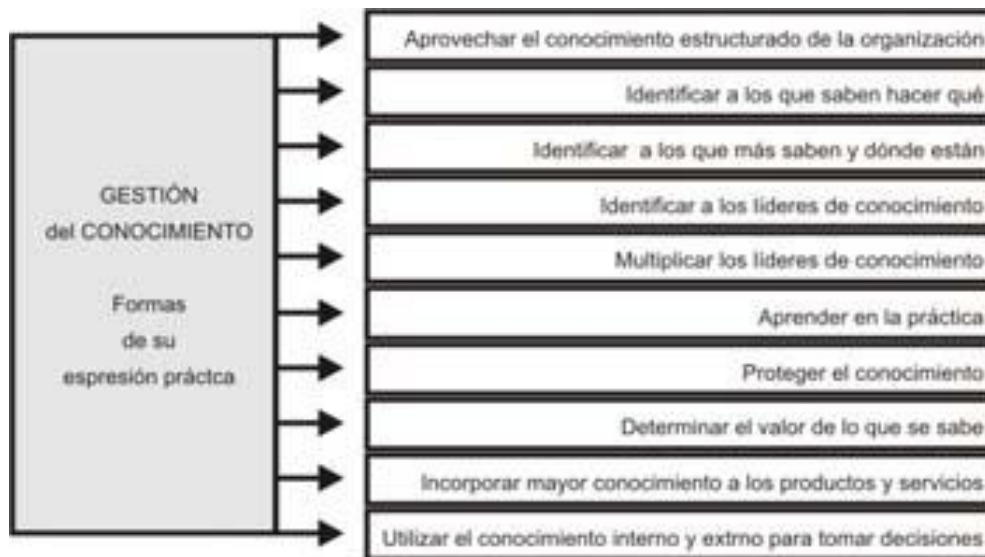 GESTIÓN
del CONOCIMIENTO
Formas
de su
espresión práctca
Aprovechar el conocimiento estructurado de la organización
Identificar a los que saben hacer qué
Identificar a los que más saben y dónde están
Identificar a los líderes de conocimiento
Multiplicar los líderes de conocimiento
Aprender en la práctica
Proteger el conocimiento
Determinar el valor de lo que se sabe
Incorporar mayor conocimiento a los productos y servicios
Utilizar el conocimiento interno y extrno para tomar decisiones